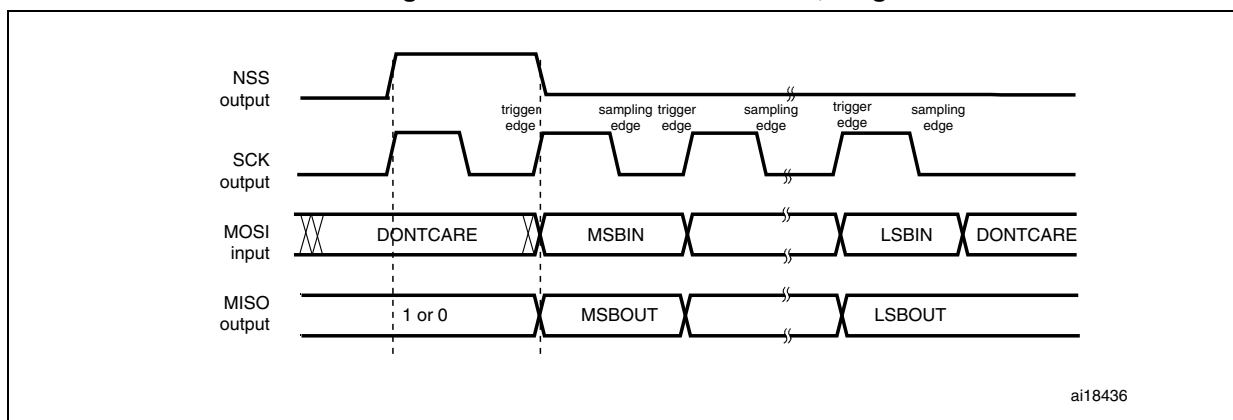 NSS
output
trigger
edge
sampling
edge
trigger
edge
sampling
edge
trigger
edge
sampling
edge
SCK
output
MOSI
input
DONTCARE
MSBIN
LSBIN
DONTCARE
MISO
output
1 or 0
MSBOUT
LSBOUT
ai18436